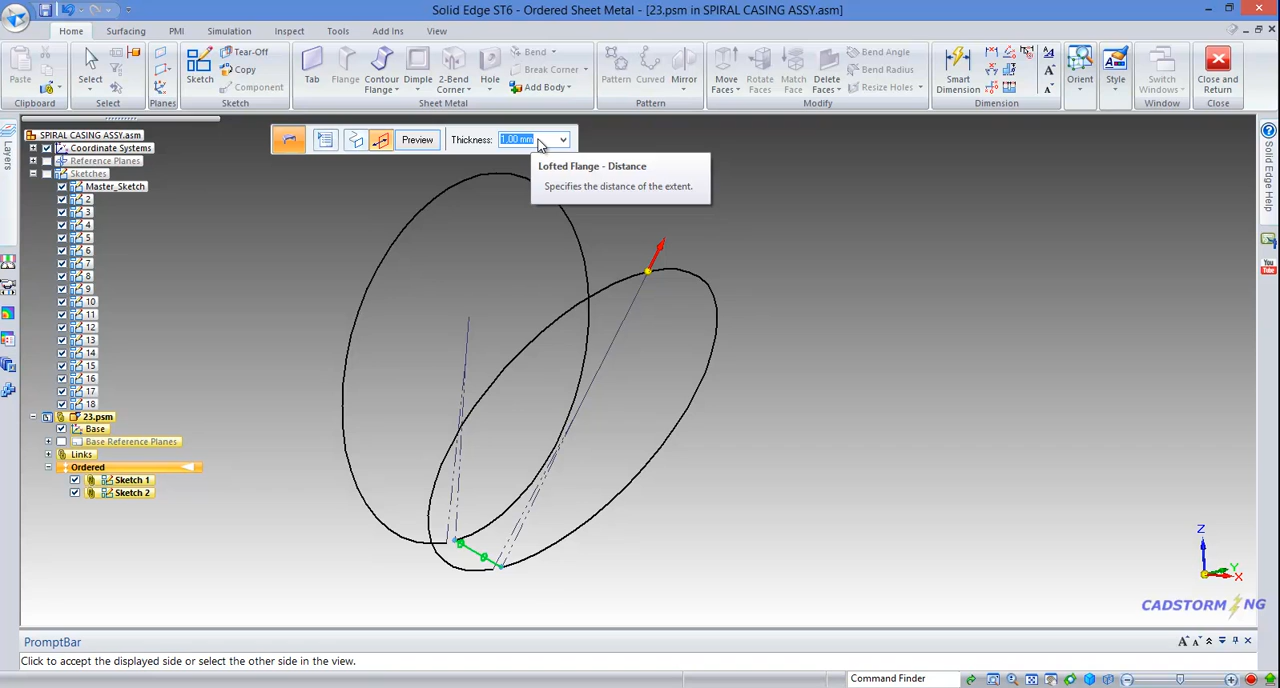 Solid Edge ST6 - Ordered Sheet Metal - [23.psm in SPIRAL CASING ASSY.asm]
Home Surfacing PMI Simulation Inspect Tools Add Ins View
Paste
Clipboard
Select
Select
Planes
Sketch
Tear-Off
Copy
Component
Sketch
Tab
Flange
Contour Flange
Dimple
2-Bend Corner
Hole
Bend
Break Corner
Add Body
Sheet Metal
Pattern
Curved
Mirror
Pattern
Move Faces
Rotate Faces
Match Face
Delete Faces
Bend Angle
Bend Radius
Resize Holes
Modify
Smart Dimension
Dimension
Orient
Style
Switch Windows
Window
Close and Return
Close
Layers
SPIRAL CASING ASSY.asm
Coordinate Systems
Reference Planes
Sketches
Master_Sketch
2
3
4
5
6
7
8
9
10
11
12
13
14
15
16
17
18
23.psm
Base
Base Reference Planes
Links
Ordered
Sketch 1
Sketch 2
Preview
Thickness:
1.00 mm
Lofted Flange - Distance
Specifies the distance of the extent.
Solid Edge Help
You
Z
Y
X
CADSTORMING
PromptBar
Click to accept the displayed side or select the other side in the view.
Command Finder